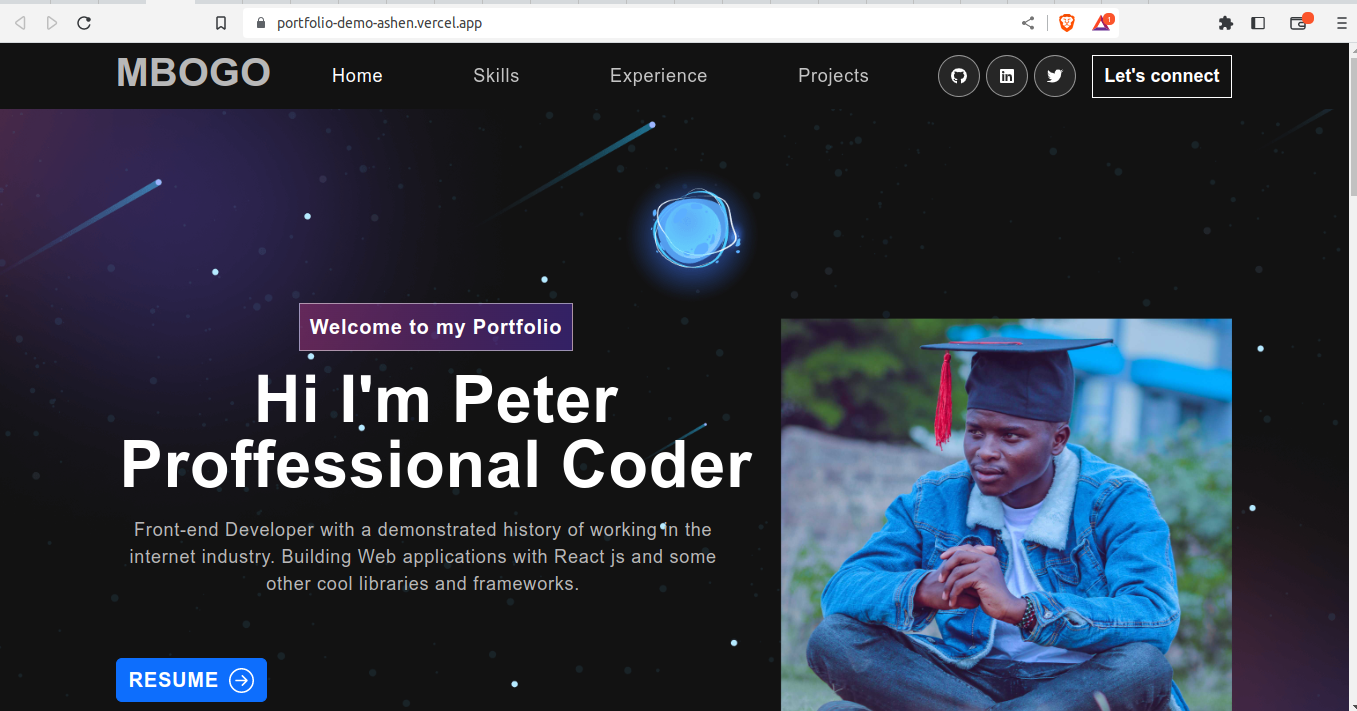 portfolio-demo-ashen.vercel.app
1
MBOGO
Home
Skills
Experience
Projects
Let's connect
Welcome to my Portfolio
Hi I'm Peter
Proffessional Coder
Front-end Developer with a demonstrated history of working in the
internet industry. Building Web applications with React js and some
other cool libraries and frameworks.
RESUME